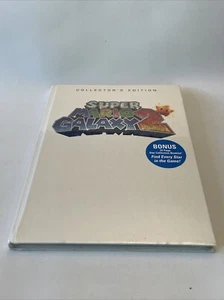 COLLECTOR'S EDITION
SUPER
MARIO
GALAXY 2
BONUS
Find Every Star
in the Game!